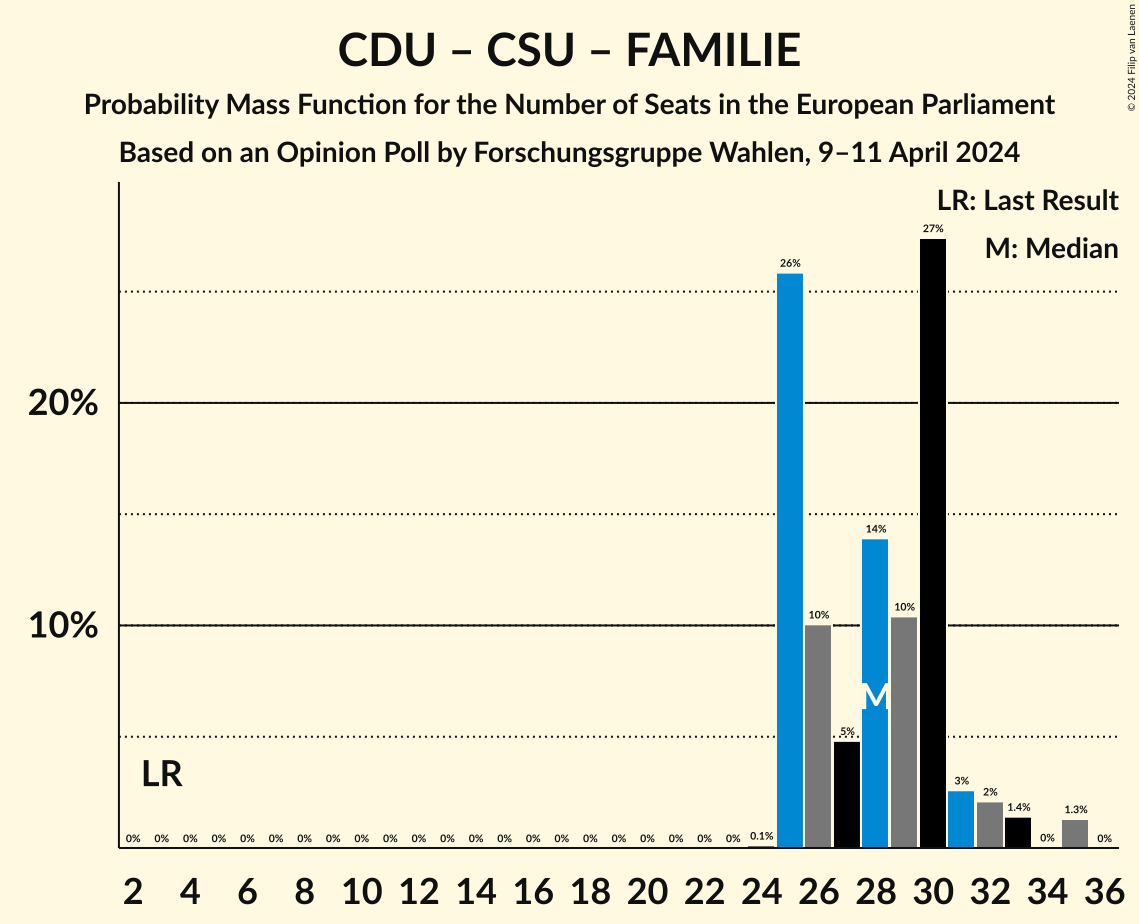 © 2024 Filip van Laenen
CDU – CSU – FAMILIE
Probability Mass Function for the Number of Seats in the European Parliament
Based on an Opinion Poll by Forschungsgruppe Wahlen, 9–11 April 2024
LR: Last Result
M: Median
27%
26%
20%
14%
10%
10%
10%
M
5%
LR
3%
2%
1.4%
1.3%
0% 0% 0% 0% 0% 0% 0% 0% 0% 0% 0% 0% 0% 0% 0% 0% 0% 0% 0% 0% 0% 0% 0.1% 0% 0%
2 4 6 8 10 12 14 16 18 20 22 24 26 28 30 32 34 36